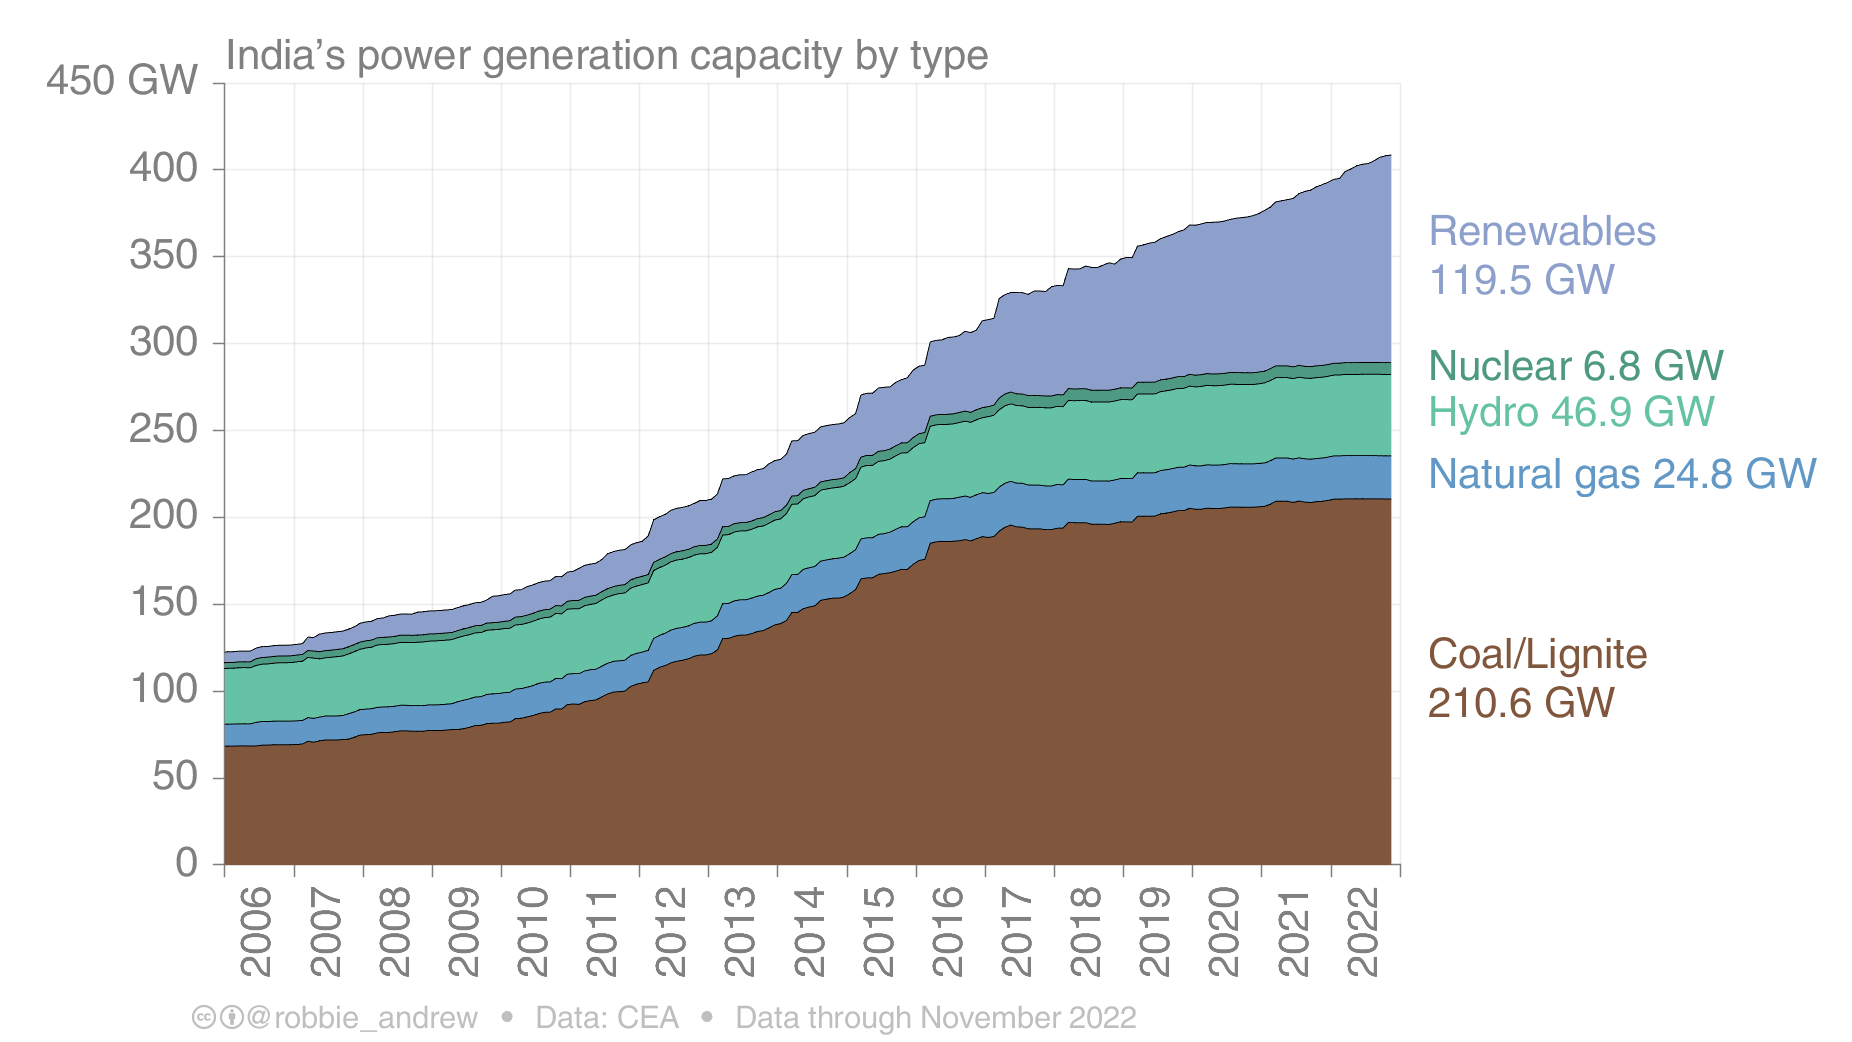 India’s power generation capacity by type
450 GW
400
350
300
250
200
150
100
50
0
Renewables
119.5 GW
Nuclear 6.8 GW
Hydro 46.9 GW
Natural gas 24.8 GW
Coal/Lignite
210.6 GW
2006 2007 2008 2009 2010 2011 2012 2013 2014 2015 2016 2017 2018 2019 2020 2021 2022
@robbie_andrew • Data: CEA • Data through November 2022